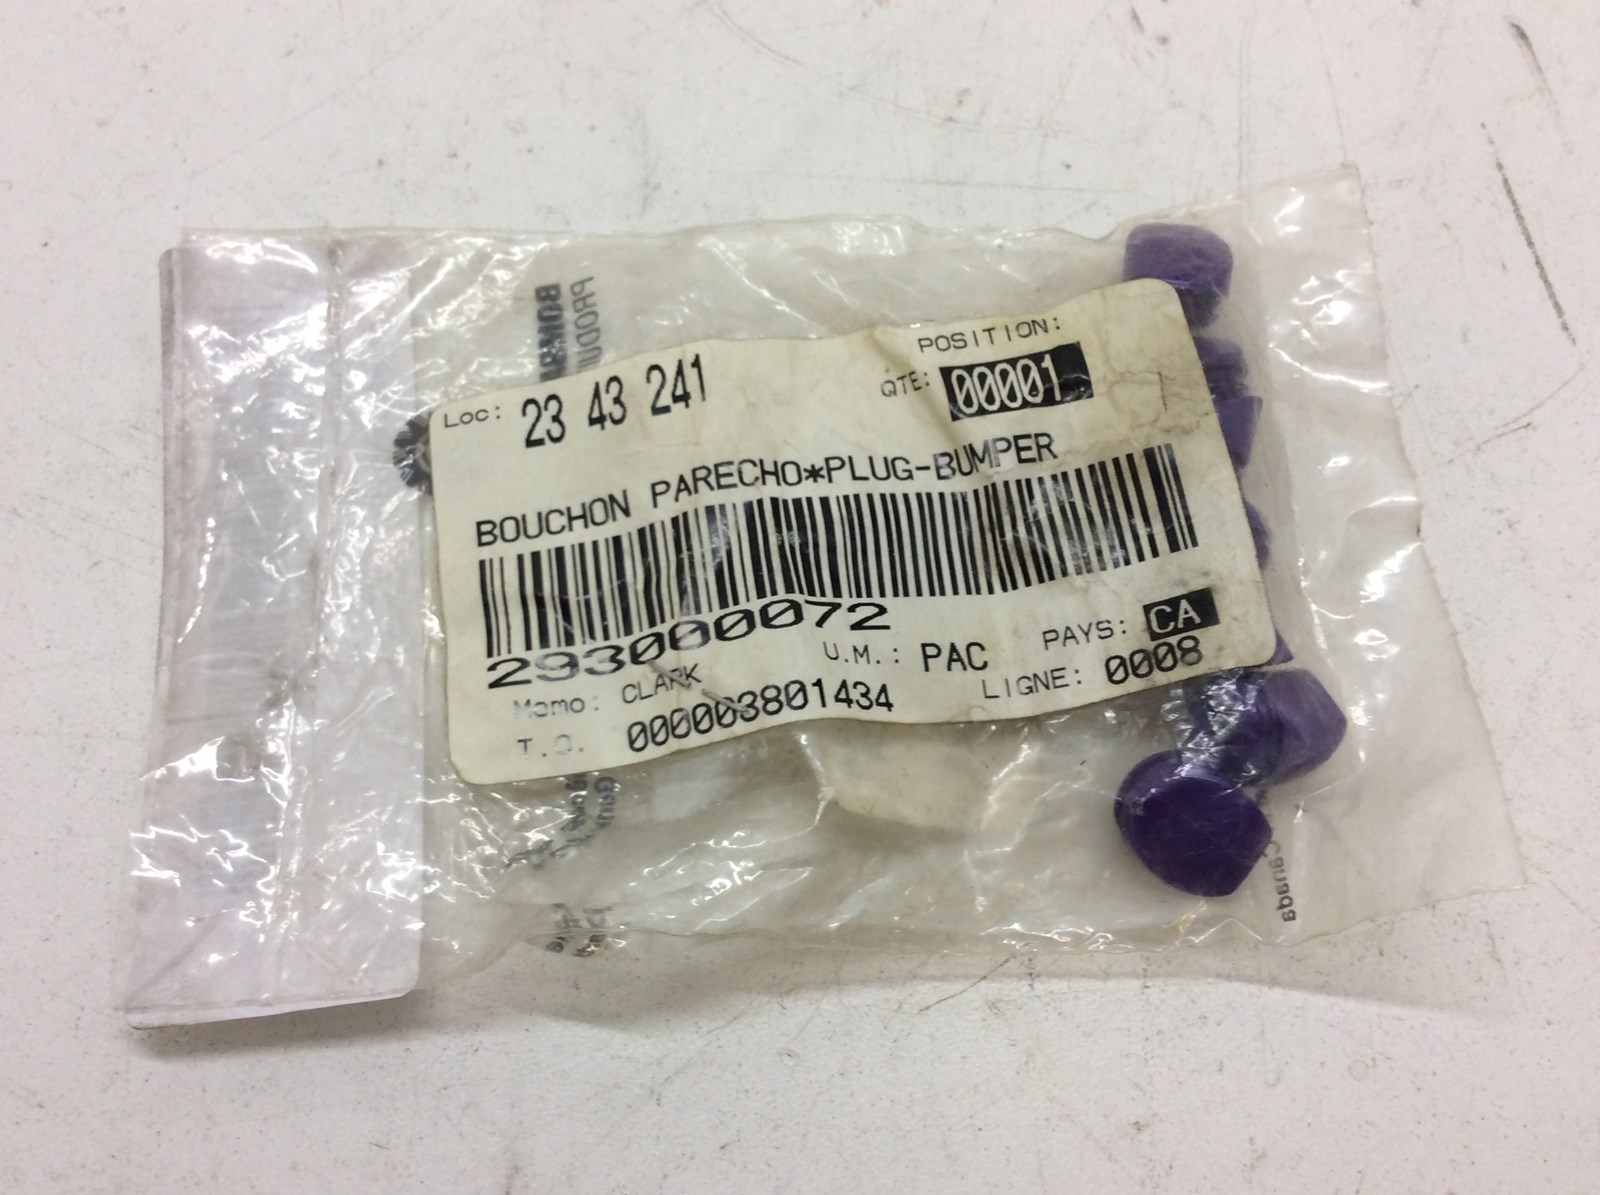 POSITION:
Loc: 23 43 241 QTE: 00001
BOUCHON PARECHO*PLUG-BUMPER
293000072
U.M.: PAC PAYS: CA
Memo: CLARK LIGNE: 0008
T.O. 000003801434
Canada